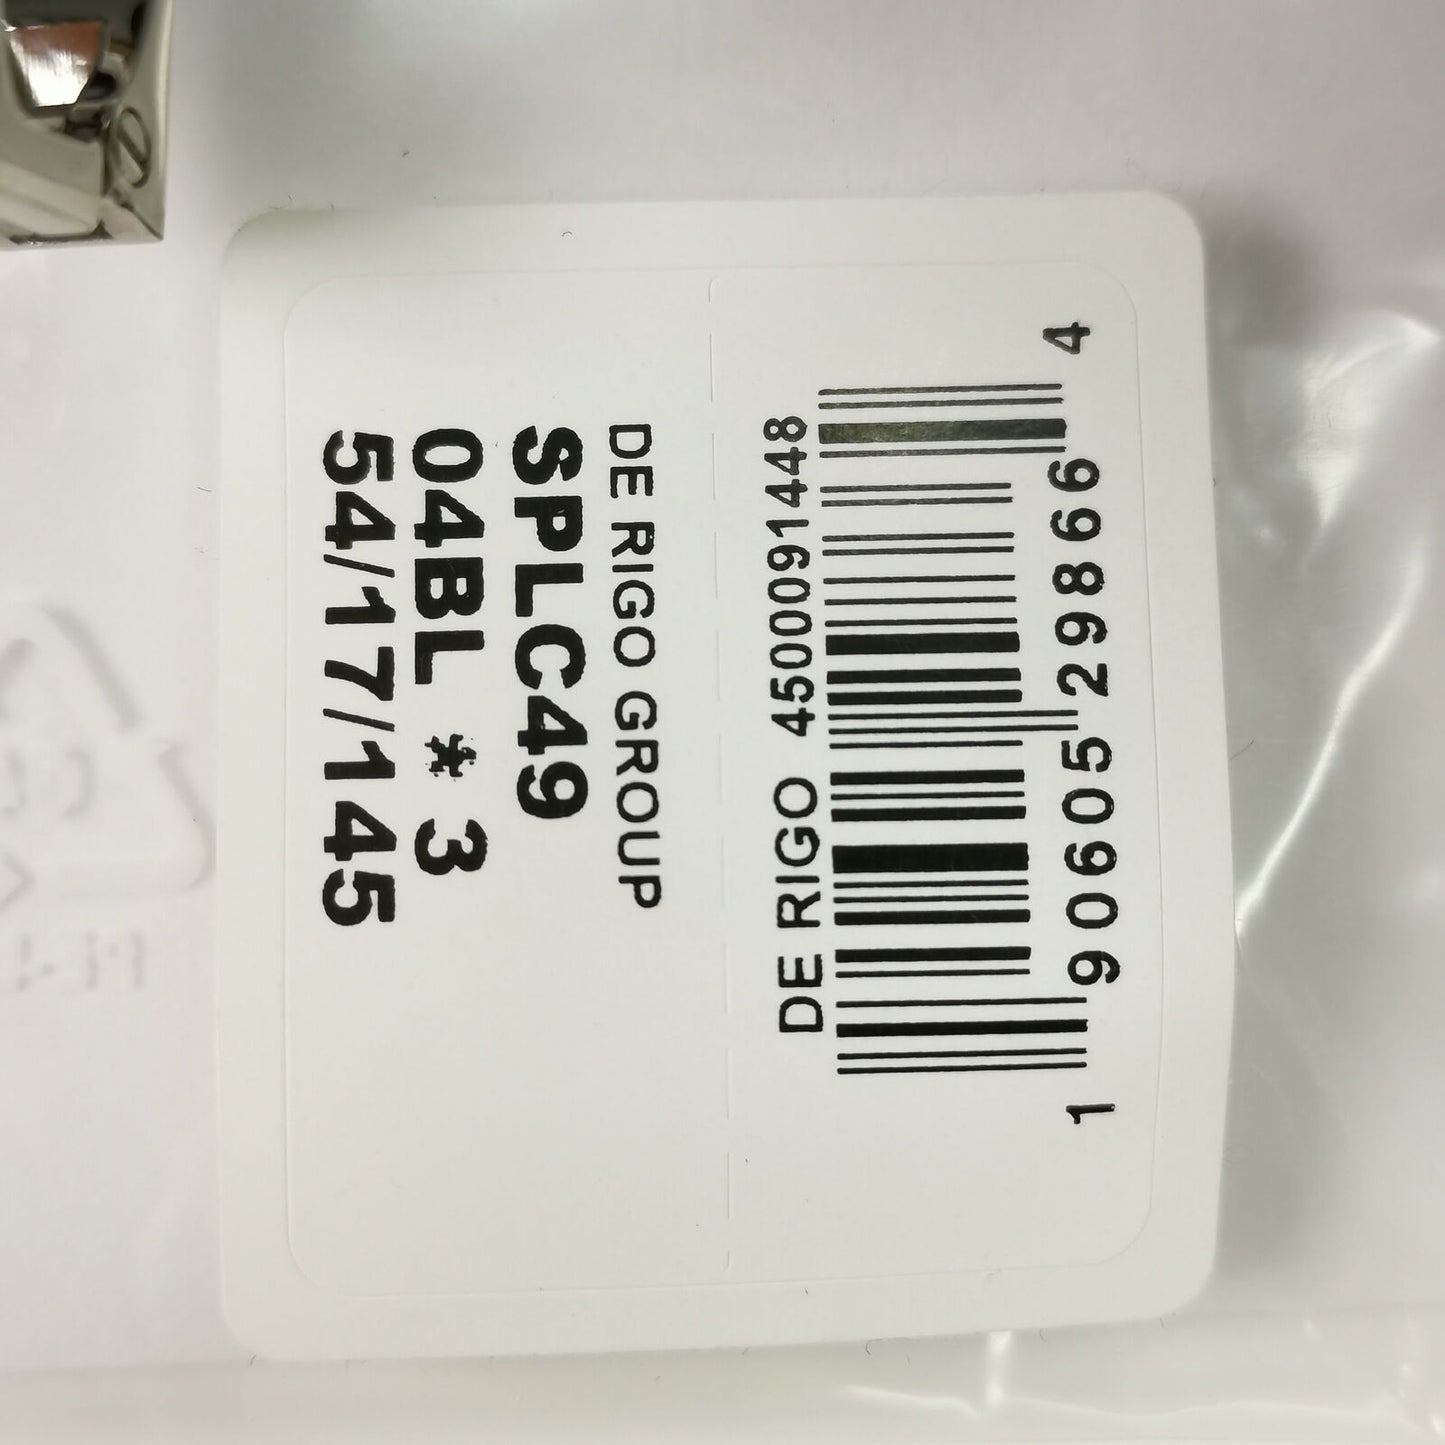 DE RIGO GROUP
SPLC49
04BL * 3
54/17/145
DE RIGO 4500091448
1 90605 29866 4